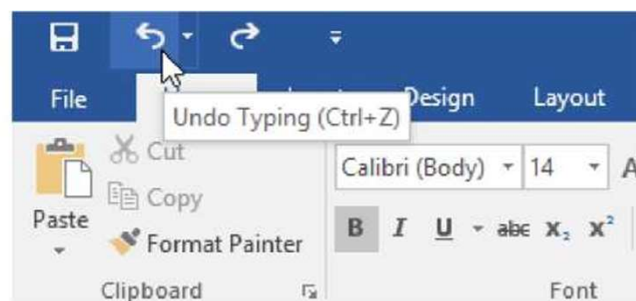 File Design Layout
Undo Typing (Ctrl+Z)
Cut
Copy
Paste
Format Painter
Clipboard
Calibri (Body) 14 A
B I U abc X₂ X²
Font